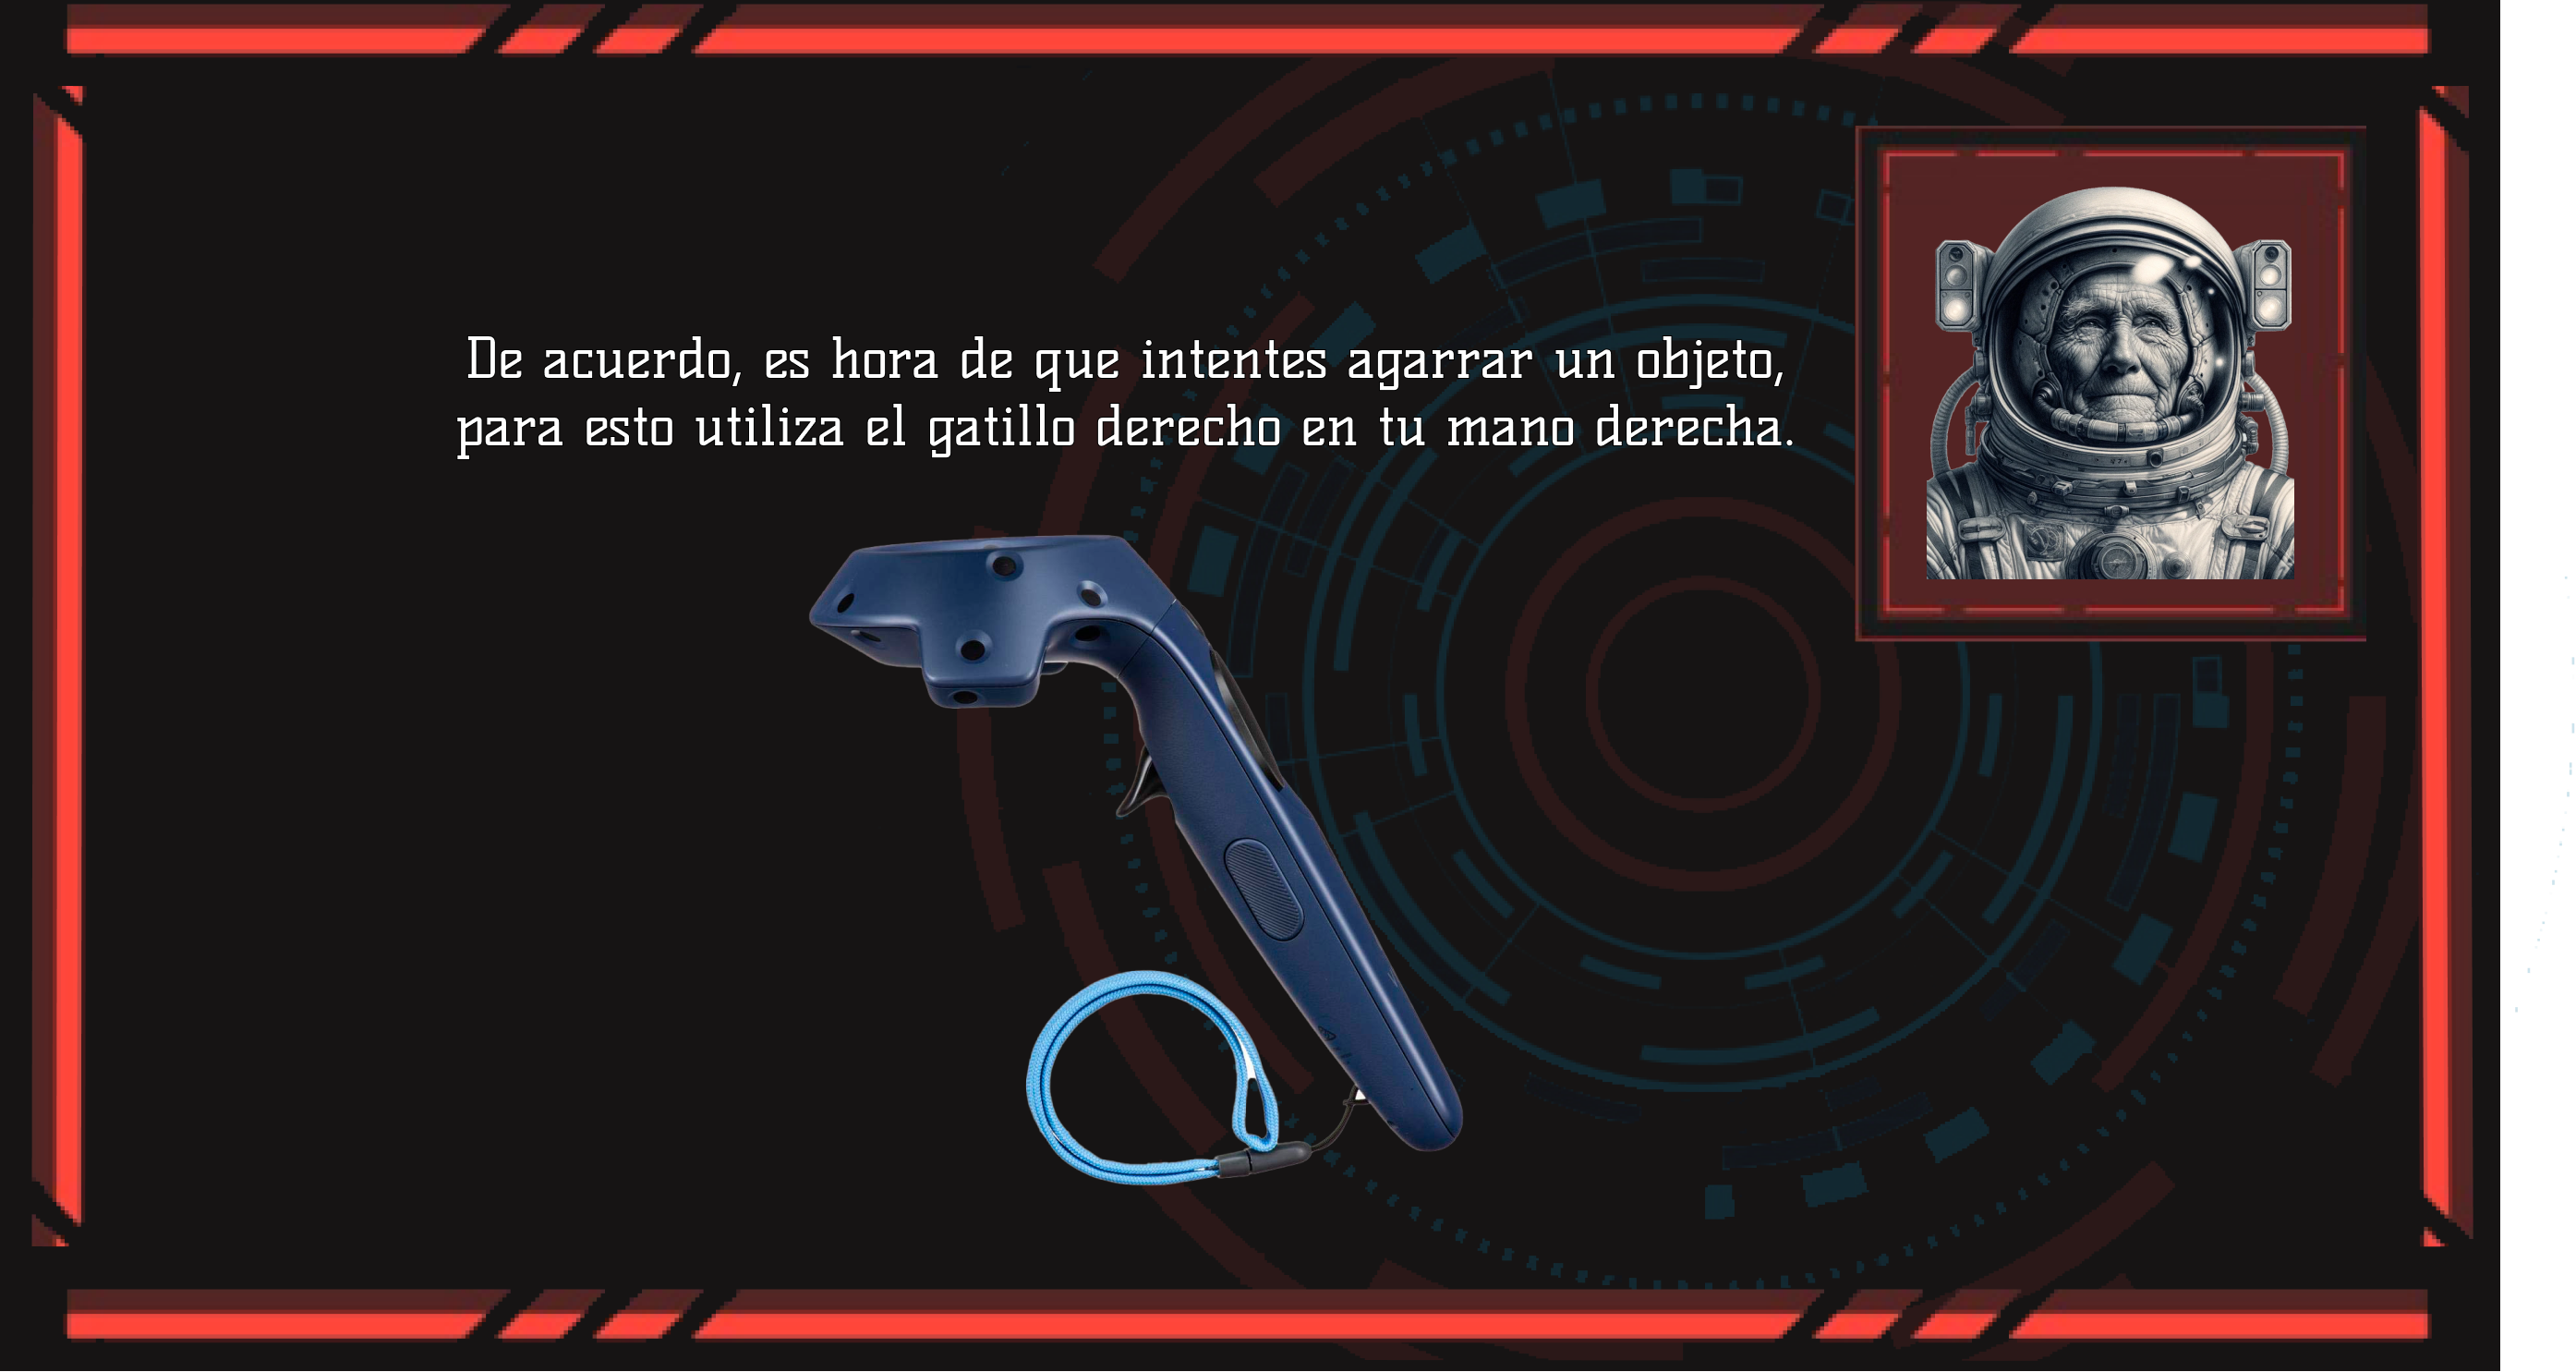 De acuerdo, es hora de que intentes agarrar un objeto,
para esto utiliza el gatillo derecho en tu mano derecha.